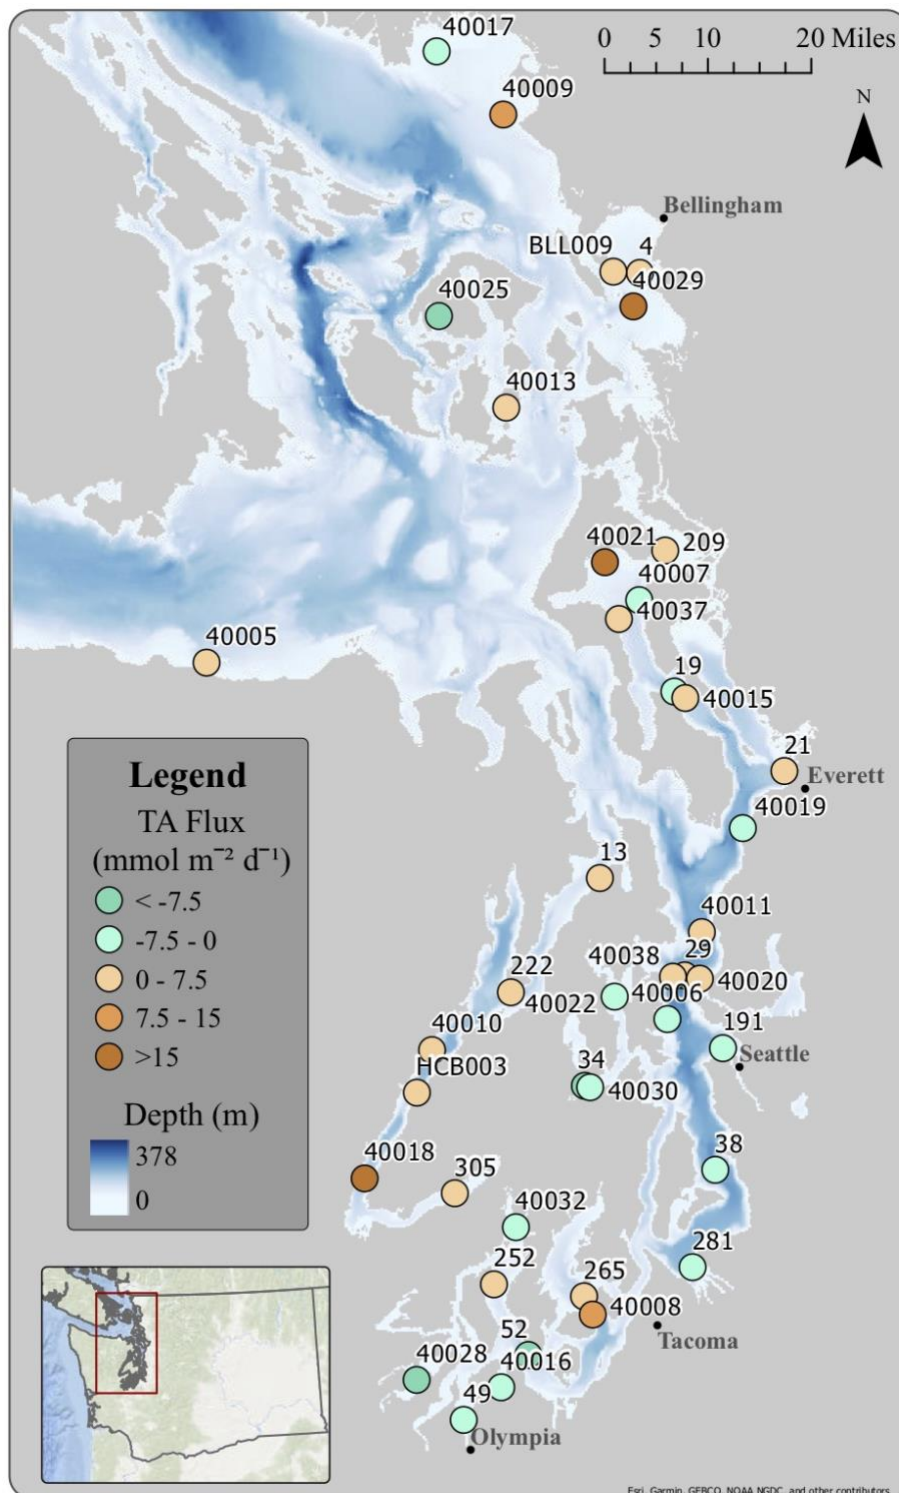 40017
0 5 10 20 Miles
40009
N
Bellingham
BLL009
4
40029
40025
40013
40021
209
40007
40037
40005
19
40015
21
Everett
40019
Legend
TA Flux
(mmol m⁻² d⁻¹)
< -7.5
-7.5 - 0
0 - 7.5
7.5 - 15
>15
Depth (m)
378
0
13
40011
29
40038
40020
222
40022
40006
40010
191
Seattle
HCB003
34
40030
38
40018
305
40032
281
252
265
40008
Tacoma
52
40028
40016
49
Olympia
Esri, Garmin, GEBCO, NOAA NGDC, and other contributors